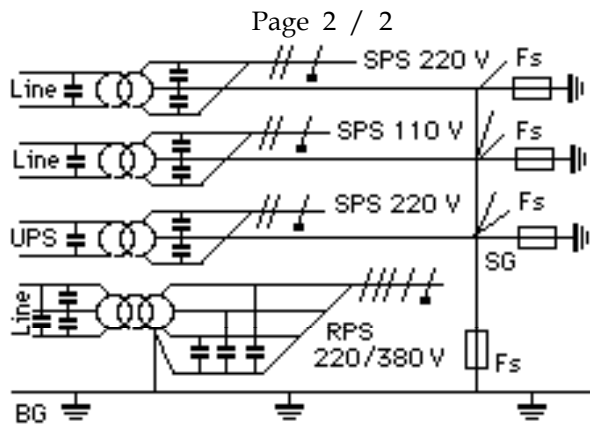 Page 2 / 2
SPS 220 V
Fs
Line
SPS 110 V
Fs
Line
SPS 220 V
Fs
UPS
SG
Line
RPS
220/380 V
Fs
BG